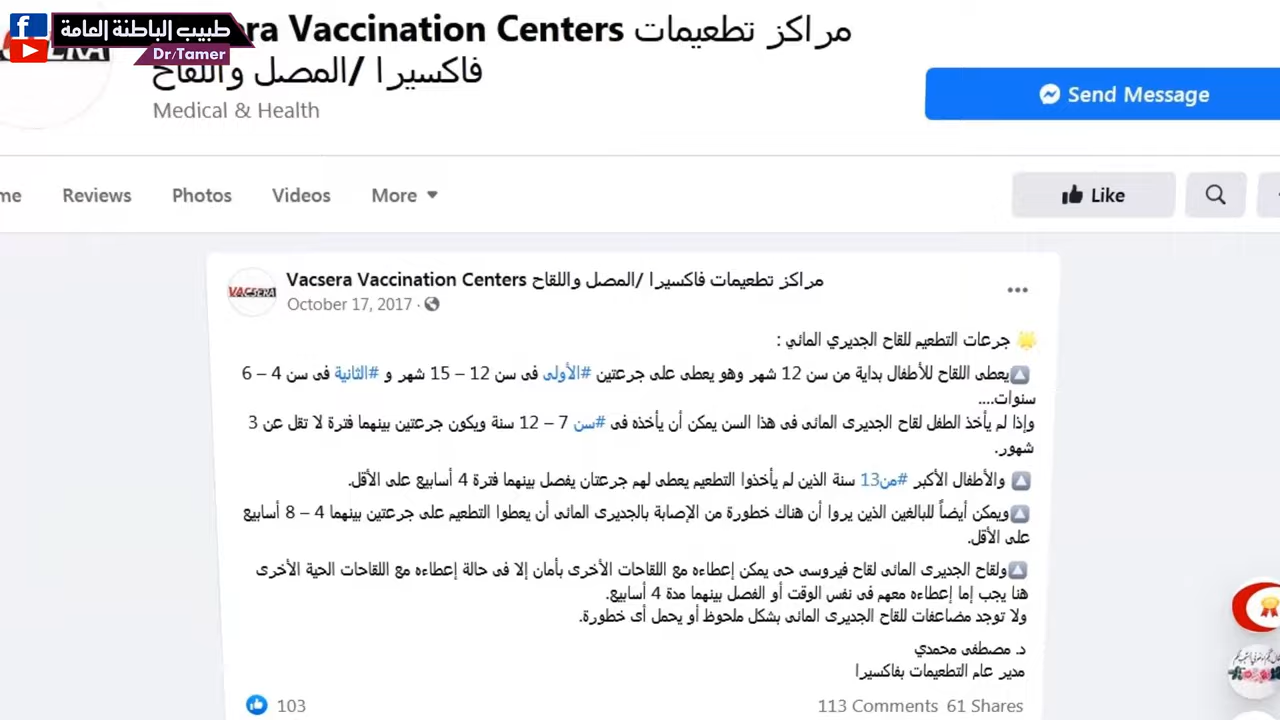 طبيب الباطنة العامة
Dr/Tamer
era Vaccination Centers مراكز تطعيمات
فاكسيرا /المصل واللقاح
Medical & Health
Send Message
me
Reviews
Photos
Videos
More
Like
VACSERA
Vacsera Vaccination Centers مراكز تطعيمات فاكسيرا /المصل واللقاح
October 17, 2017 ·
جرعات التطعيم للقاح الجديري المائي :
يعطى اللقاح للأطفال بداية من سن 12 شهر وهو يعطى على جرعتين #الأولى فى سن 12 – 15 شهر و #الثانية فى سن 4 – 6
سنوات....
وإذا لم يأخذ الطفل لقاح الجديرى المائى فى هذا السن يمكن أن يأخذه فى #سن 7 – 12 سنة ويكون جرعتين بينهما فترة لا تقل عن 3
شهور.
والأطفال الأكبر #من13 سنة الذين لم يأخذوا التطعيم يعطى لهم جرعتان يفصل بينهما فترة 4 أسابيع على الأقل.
ويمكن أيضاً للبالغين الذين يروا أن هناك خطورة من الإصابة بالجديرى المائى أن يعطوا التطعيم على جرعتين بينهما 4 – 8 أسابيع
على الأقل.
ولقاح الجديرى المائى لقاح فيروسى حى يمكن إعطاءه مع اللقاحات الأخرى بأمان إلا فى حالة إعطاءه مع اللقاحات الحية الأخرى
هنا يجب إما إعطاءه معهم فى نفس الوقت أو الفصل بينهما مدة 4 أسابيع.
ولا توجد مضاعفات للقاح الجديرى المائى بشكل ملحوظ أو يحمل أى خطورة.
د. مصطفى محمدي
مدير عام التطعيمات بفاكسيرا
103
113 Comments 61 Shares